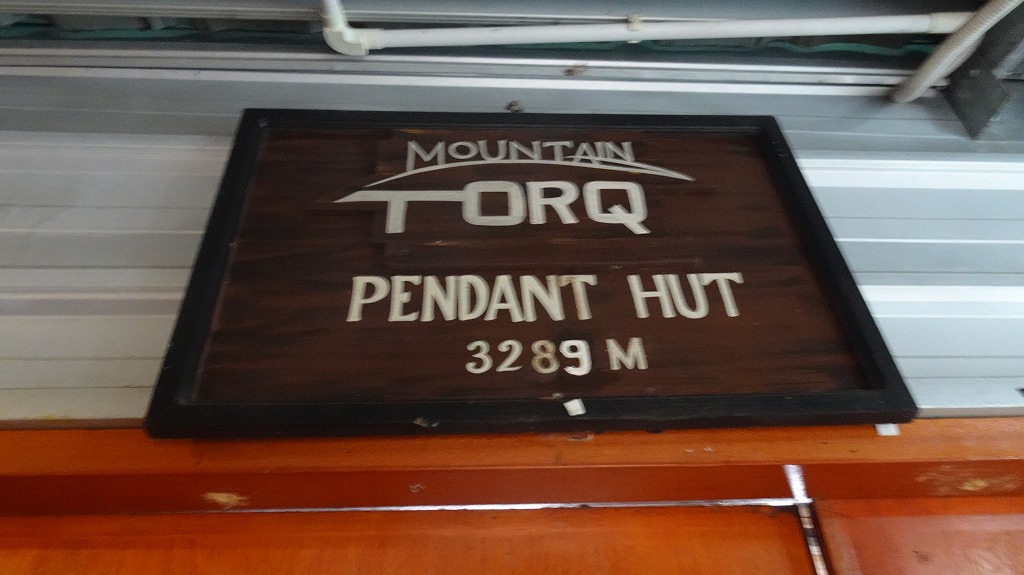 MOUNTAIN
TORQ
PENDANT HUT
3289 M